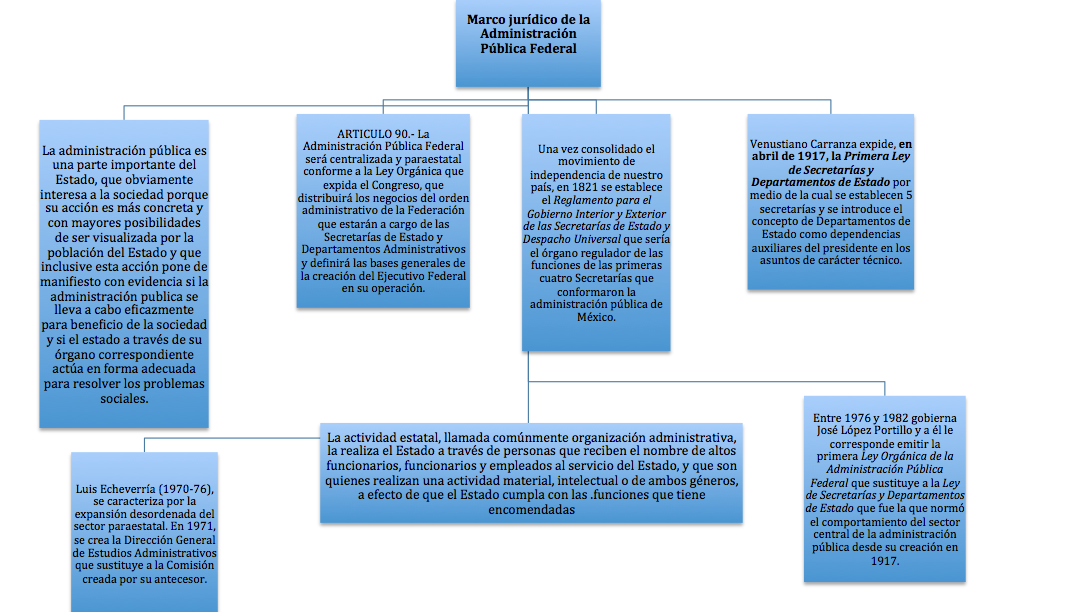 Marco jurídico de la
Administración
Pública Federal
La administración pública es
una parte importante del
Estado, que obviamente
interesa a la sociedad porque
su acción es más concreta y
con mayores posibilidades
de ser visualizada por la
población del Estado y que
inclusive esta acción pone de
manifiesto con evidencia si la
administración publica se
lleva a cabo eficazmente
para beneficio de la sociedad
y si el estado a través de su
órgano correspondiente
actúa en forma adecuada
para resolver los problemas
sociales.
ARTICULO 90.- La
Administración Pública Federal
será centralizada y paraestatal
conforme a la Ley Orgánica que
expida el Congreso, que
distribuirá los negocios del orden
administrativo de la Federación
que estarán a cargo de las
Secretarías de Estado y
Departamentos Administrativos
y definirá las bases generales de
la creación del Ejecutivo Federal
en su operación.
Una vez consolidado el
movimiento de
independencia de nuestro
país, en 1821 se establece
el Reglamento para el
Gobierno Interior y Exterior
de las Secretarías de Estado y
Despacho Universal que sería
el órgano regulador de las
funciones de las primeras
cuatro Secretarías que
conformaron la
administración pública de
México.
Venustiano Carranza expide, en
abril de 1917, la Primera Ley
de Secretarías y
Departamentos de Estado por
medio de la cual se establecen 5
secretarías y se introduce el
concepto de Departamentos de
Estado como dependencias
auxiliares del presidente en los
asuntos de carácter técnico.
Luis Echeverría (1970-76),
se caracteriza por la
expansión desordenada del
sector paraestatal. En 1971,
se crea la Dirección General
de Estudios Administrativos
que sustituye a la Comisión
creada por su antecesor.
La actividad estatal, llamada comúnmente organización administrativa,
la realiza el Estado a través de personas que reciben el nombre de altos
funcionarios, funcionarios y empleados al servicio del Estado, y que son
quienes realizan una actividad material, intelectual o de ambos géneros,
a efecto de que el Estado cumpla con las .funciones que tiene
encomendadas
Entre 1976 y 1982 gobierna
José López Portillo y a él le
corresponde emitir la
primera Ley Orgánica de la
Administración Pública
Federal que sustituye a la Ley
de Secretarías y Departamentos
de Estado que fue la que normó
el comportamiento del sector
central de la administración
pública desde su creación en
1917.